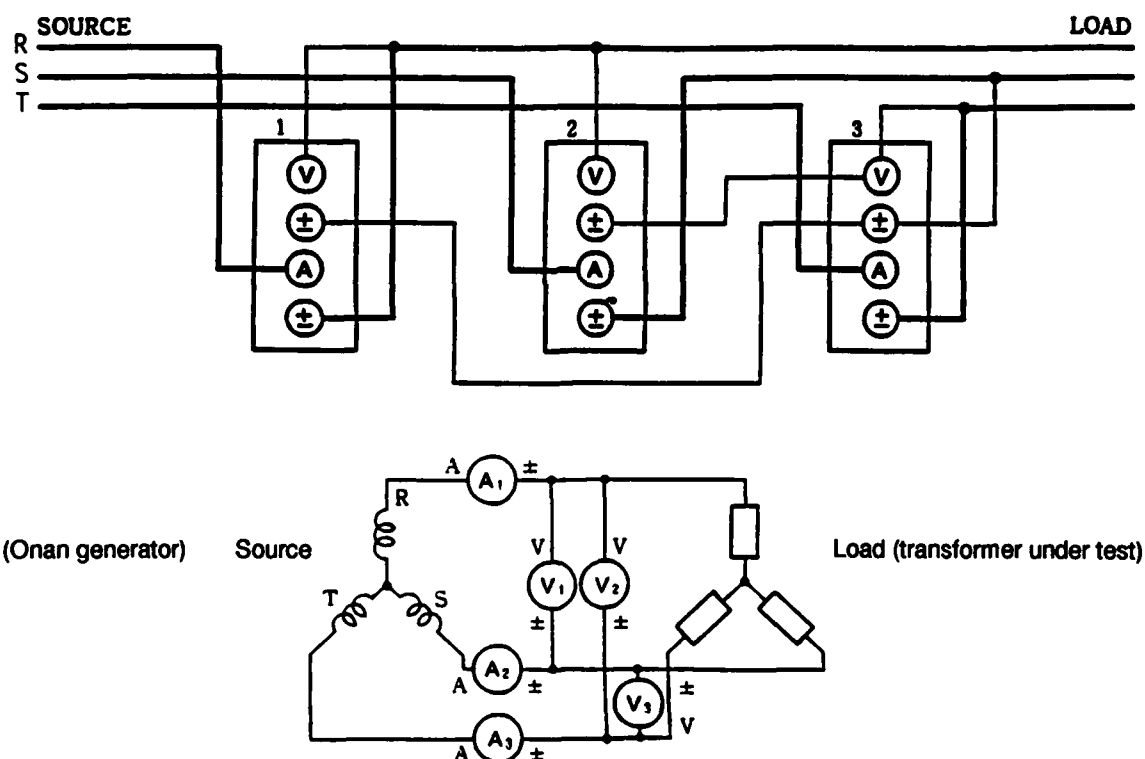 SOURCE LOAD
R
S
T
1 2 3
V V V
± ± ±
A A A
± ± ±
A A₁ ±
R
(Onan generator) Source V V Load (transformer under test)
T S V₁ V₂
± ±
A A₂ ± ±
V₃
V
A A₃ ±